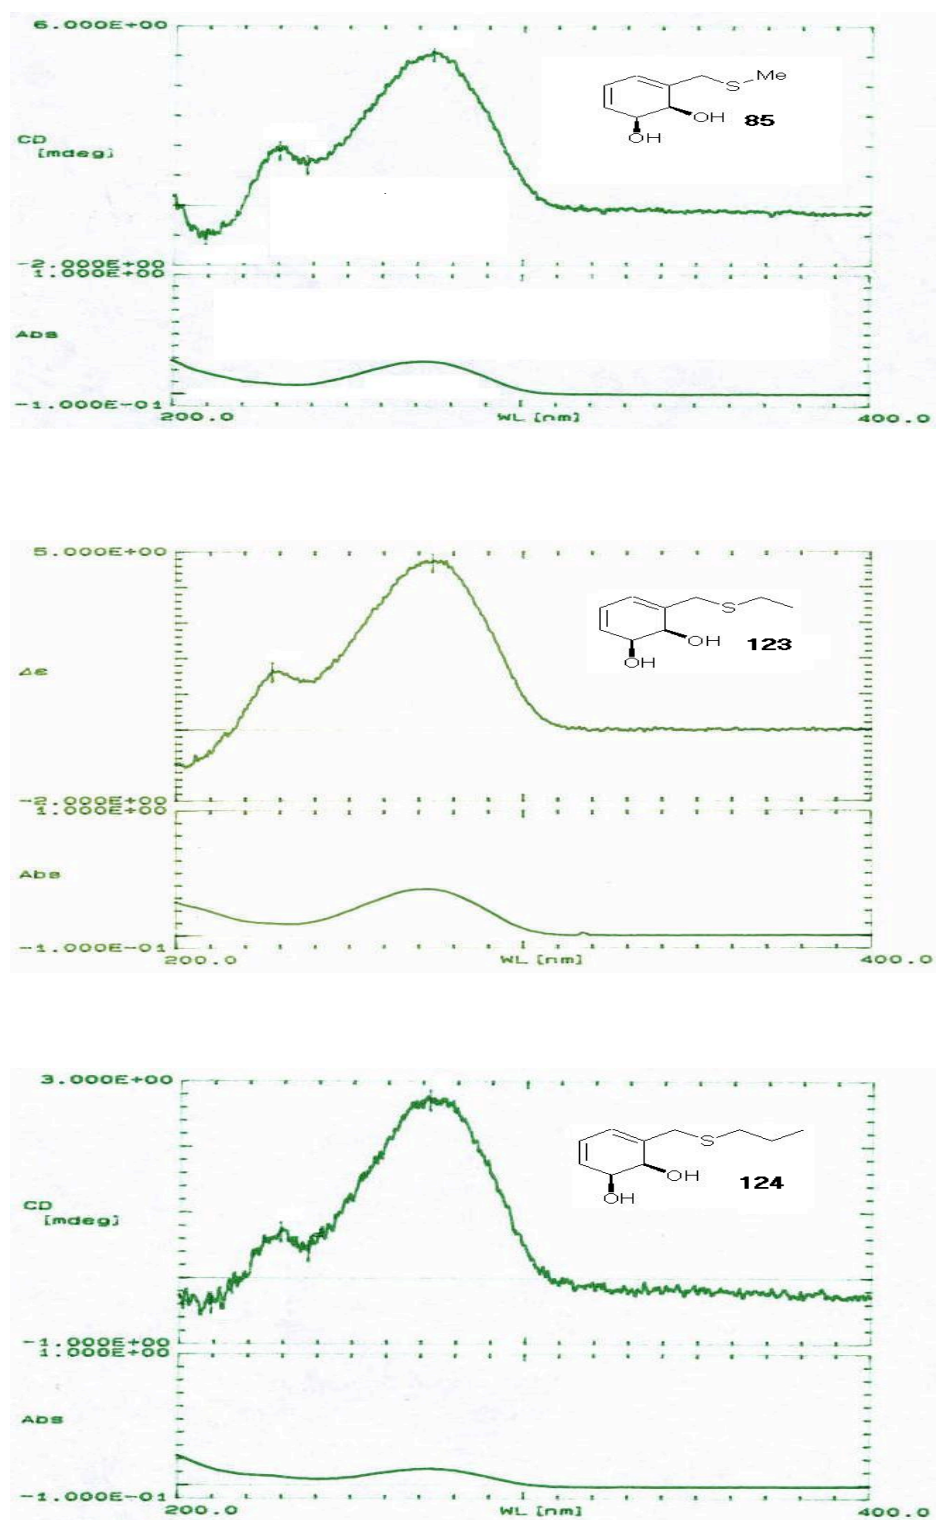 6.000E+00
S Me
OH 85
OH
CD
[mdeg]
-2.000E+00
1.000E+00
Abs
-1.000E-01
200.0 WL [nm] 400.0
5.000E+00
S
OH 123
OH
Δε
-2.000E+00
1.000E+00
Abs
-1.000E-01
200.0 WL [nm] 400.0
3.000E+00
S
OH 124
OH
CD
[mdeg]
-1.000E+00
1.000E+00
Abs
-1.000E-01
200.0 WL [nm] 400.0